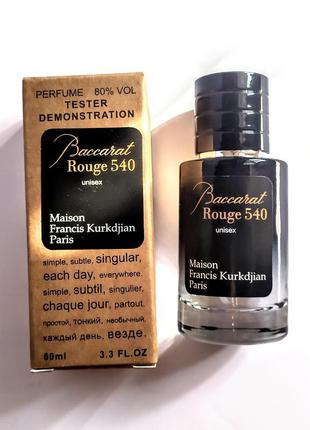 PERFUME 80% VOL
TESTER
DEMONSTRATION
Baccarat
Rouge 540
unisex
Maison
Francis Kurkdjian
Paris
simple, subtle, singular,
each day, everywhere.
simple, subtil, singulier,
chaque jour, partout.
простой, тонкий, необычный,
каждый день, везде.
60ml 3.3 FL.OZ
Baccarat
Rouge 540
unisex
Maison
Francis Kurkdjian
Paris